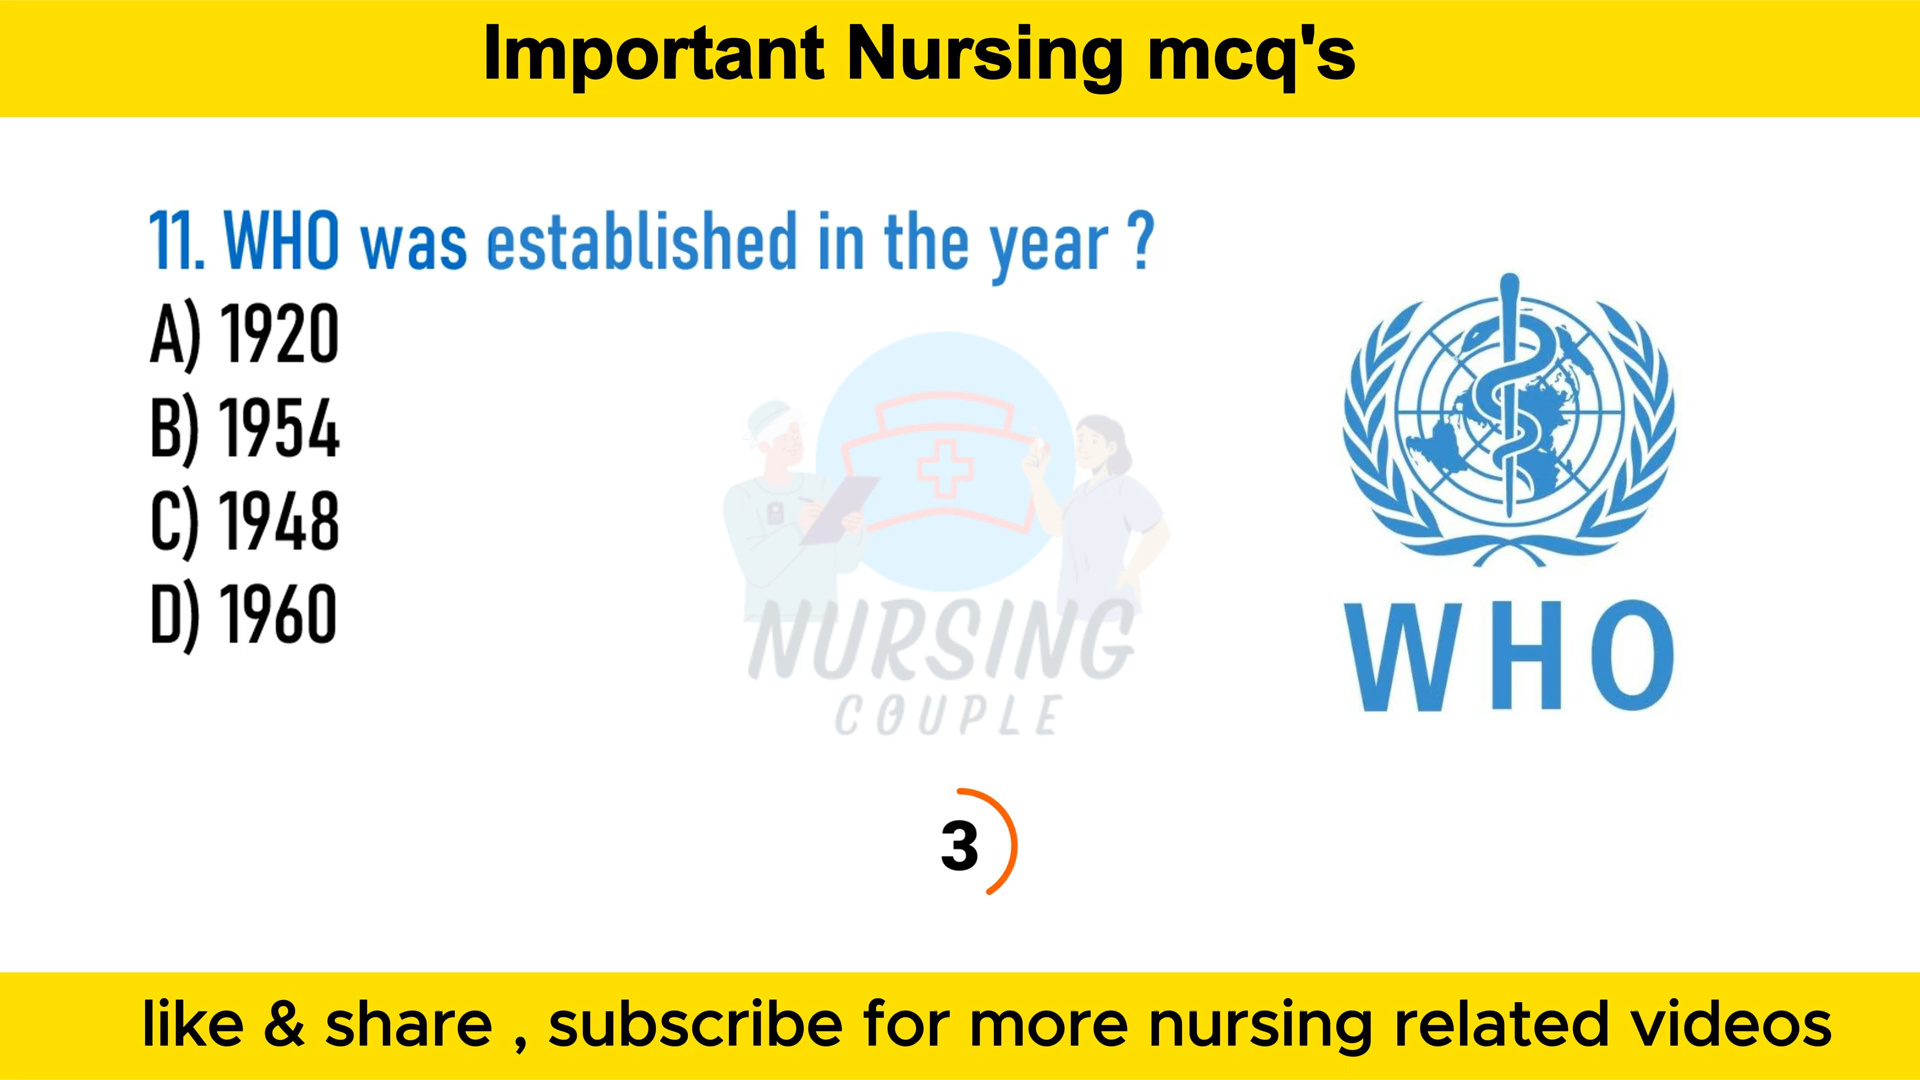 Important Nursing mcq's
11. WHO was established in the year ?
A) 1920
B) 1954
C) 1948
D) 1960
NURSING
COUPLE
WHO
3
like & share , subscribe for more nursing related videos